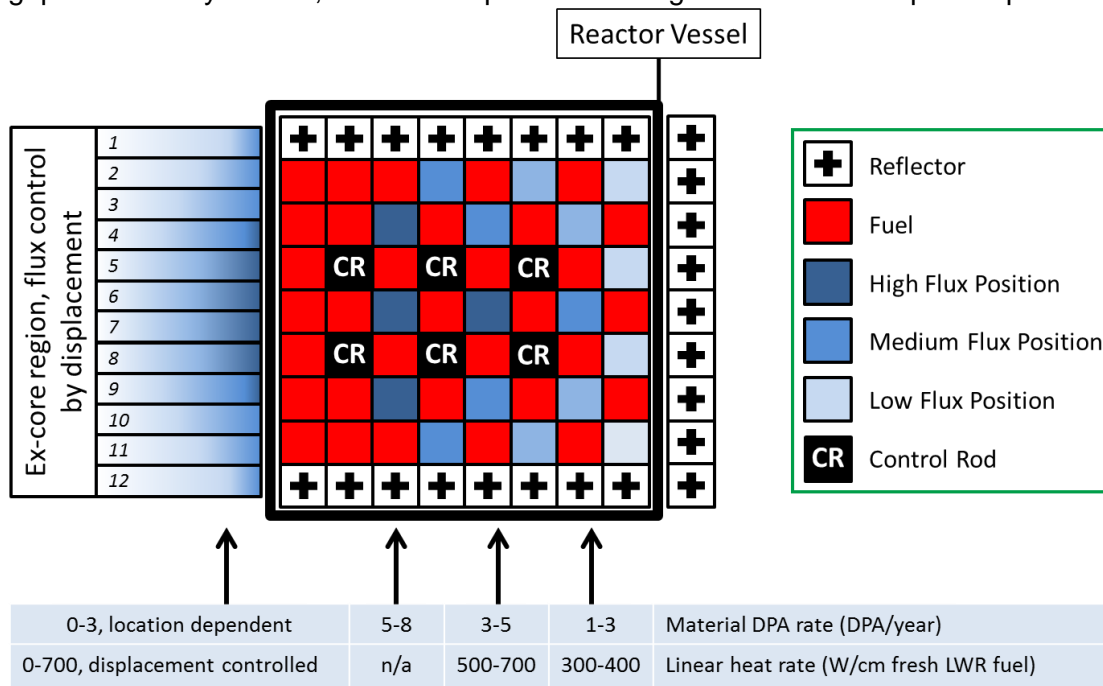 Reactor Vessel
Ex-core region, flux control
by displacement
1
2
3
4
5
6
7
8
9
10
11
12
CR CR CR
CR CR CR
Reflector
Fuel
High Flux Position
Medium Flux Position
Low Flux Position
CR Control Rod
0-3, location dependent 5-8 3-5 1-3 Material DPA rate (DPA/year)
0-700, displacement controlled n/a 500-700 300-400 Linear heat rate (W/cm fresh LWR fuel)